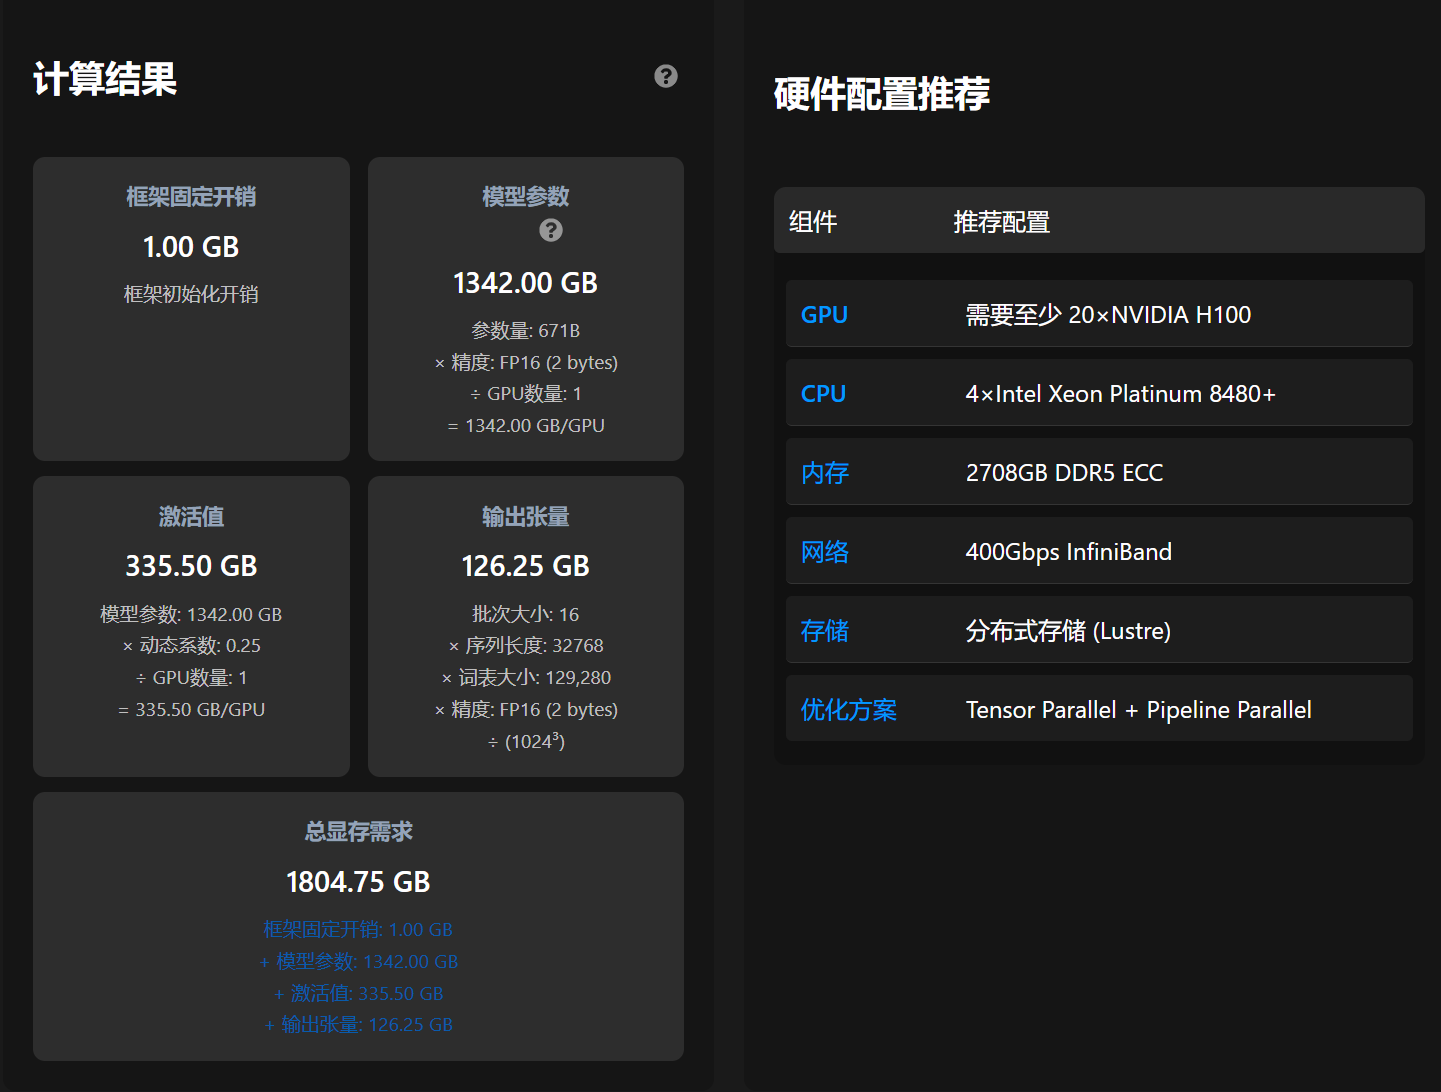 计算结果
框架固定开销
1.00 GB
框架初始化开销
模型参数
1342.00 GB
参数量: 671B
× 精度: FP16 (2 bytes)
÷ GPU数量: 1
= 1342.00 GB/GPU
激活值
335.50 GB
模型参数: 1342.00 GB
× 动态系数: 0.25
÷ GPU数量: 1
= 335.50 GB/GPU
输出张量
126.25 GB
批次大小: 16
× 序列长度: 32768
× 词表大小: 129,280
× 精度: FP16 (2 bytes)
÷ (1024³)
总显存需求
1804.75 GB
框架固定开销: 1.00 GB
+ 模型参数: 1342.00 GB
+ 激活值: 335.50 GB
+ 输出张量: 126.25 GB
硬件配置推荐
组件 推荐配置
GPU 需要至少 20×NVIDIA H100
CPU 4×Intel Xeon Platinum 8480+
内存 2708GB DDR5 ECC
网络 400Gbps InfiniBand
存储 分布式存储 (Lustre)
优化方案 Tensor Parallel + Pipeline Parallel